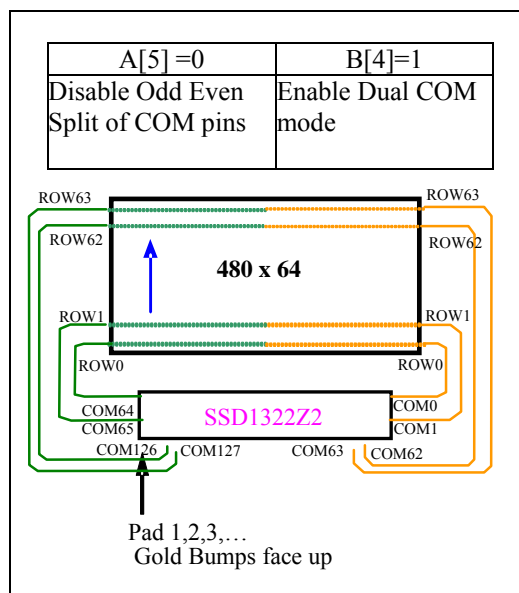 A[5] =0
B[4]=1
Disable Odd Even
Split of COM pins
Enable Dual COM
mode
ROW63
ROW63
ROW62
ROW62
480 x 64
ROW1
ROW1
ROW0
ROW0
COM64
SSD1322Z2
COM0
COM65
COM1
COM126
COM127
COM63
COM62
Pad 1,2,3,…
Gold Bumps face up